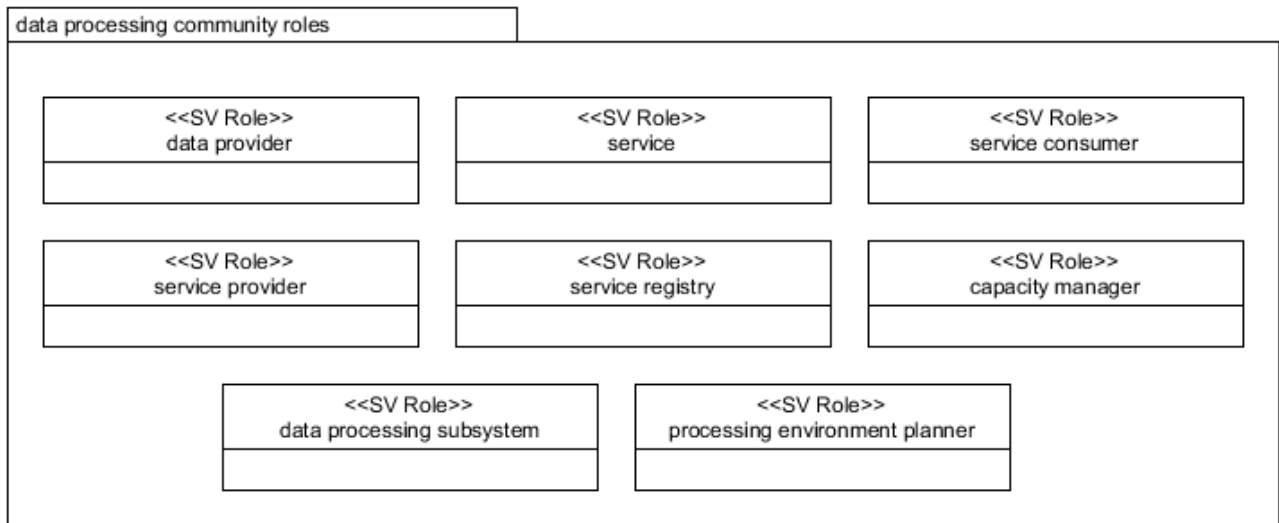 data processing community roles
<<SV Role>>
data provider
<<SV Role>>
service
<<SV Role>>
service consumer
<<SV Role>>
service provider
<<SV Role>>
service registry
<<SV Role>>
capacity manager
<<SV Role>>
data processing subsystem
<<SV Role>>
processing environment planner